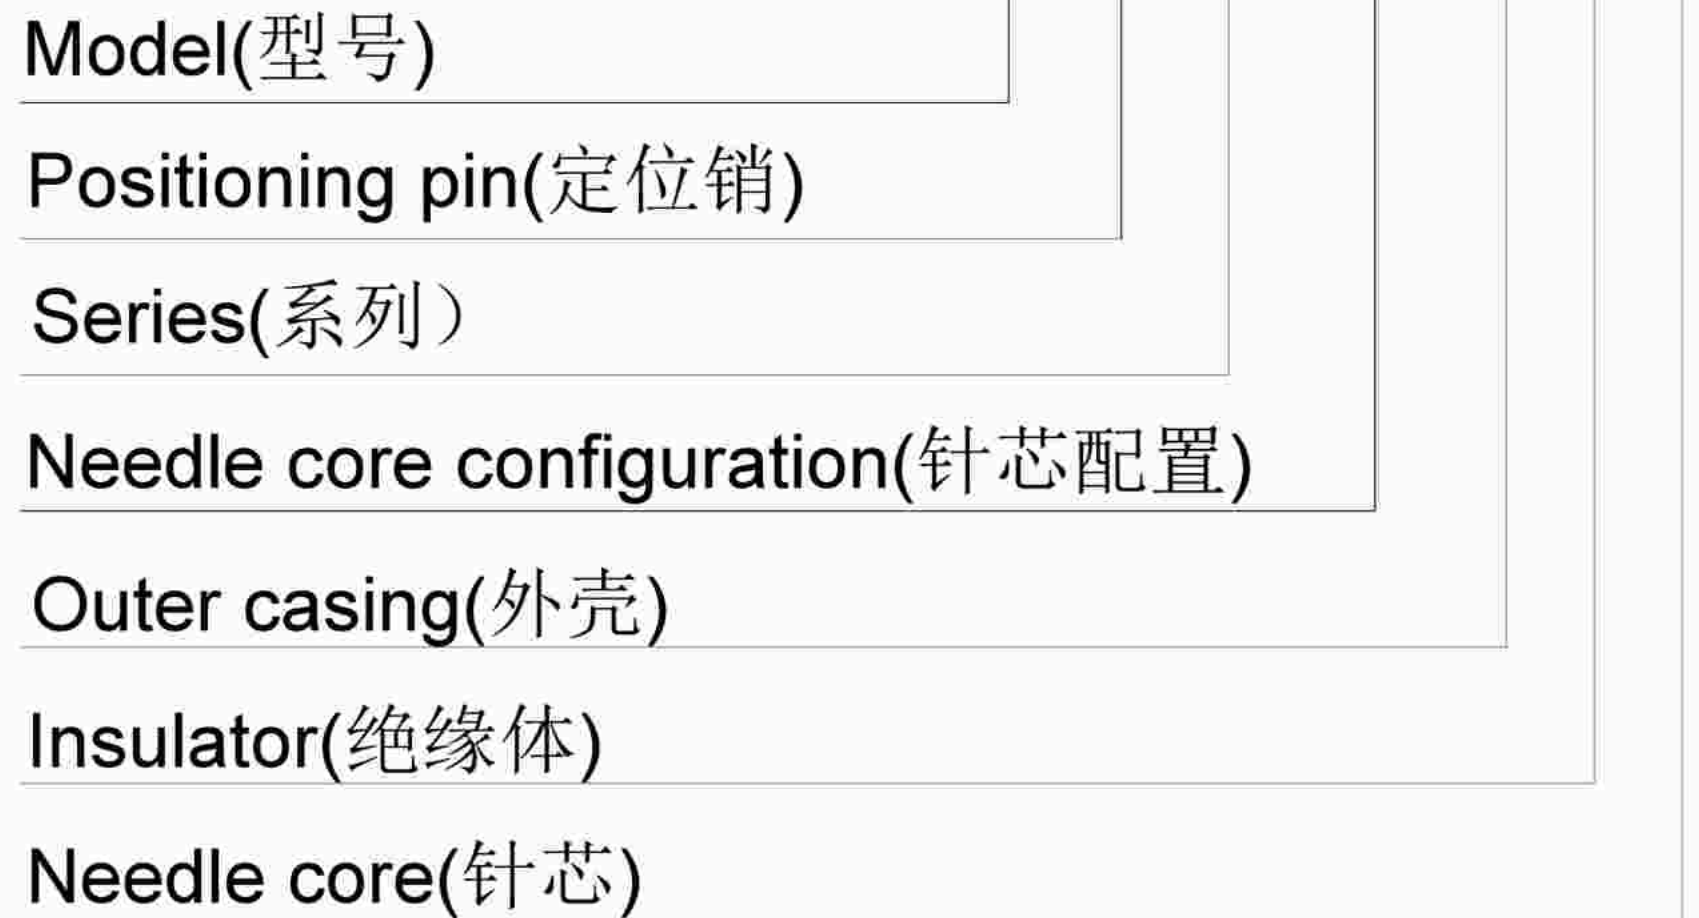 Model(型号)
Positioning pin(定位销)
Series(系列）
Needle core configuration(针芯配置)
Outer casing(外壳)
Insulator(绝缘体)
Needle core(针芯)